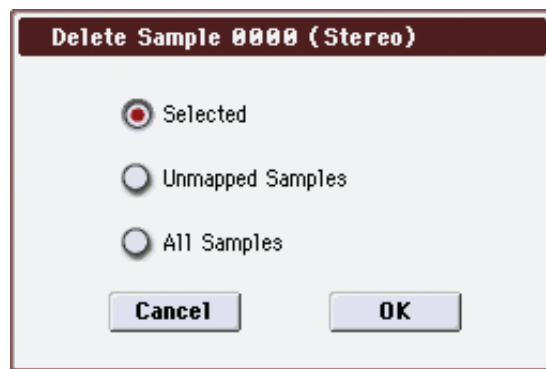 Delete Sample 0000 (Stereo)
Selected
Unmapped Samples
All Samples
Cancel OK